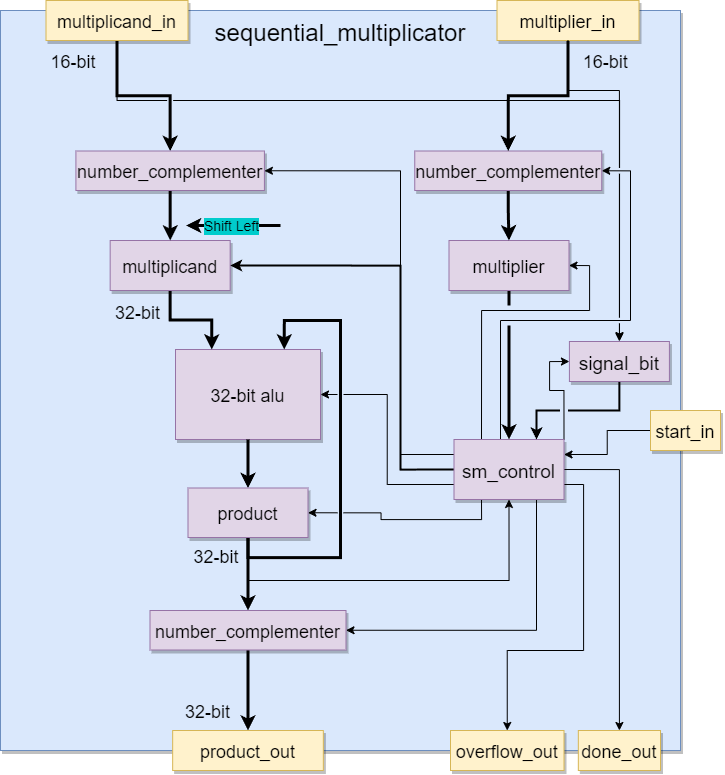 multiplicand_in
multiplier_in
sequential_multiplicator
16-bit
16-bit
number_complementer
number_complementer
Shift Left
multiplicand
multiplier
32-bit
signal_bit
32-bit alu
start_in
sm_control
product
32-bit
number_complementer
32-bit
product_out
overflow_out
done_out